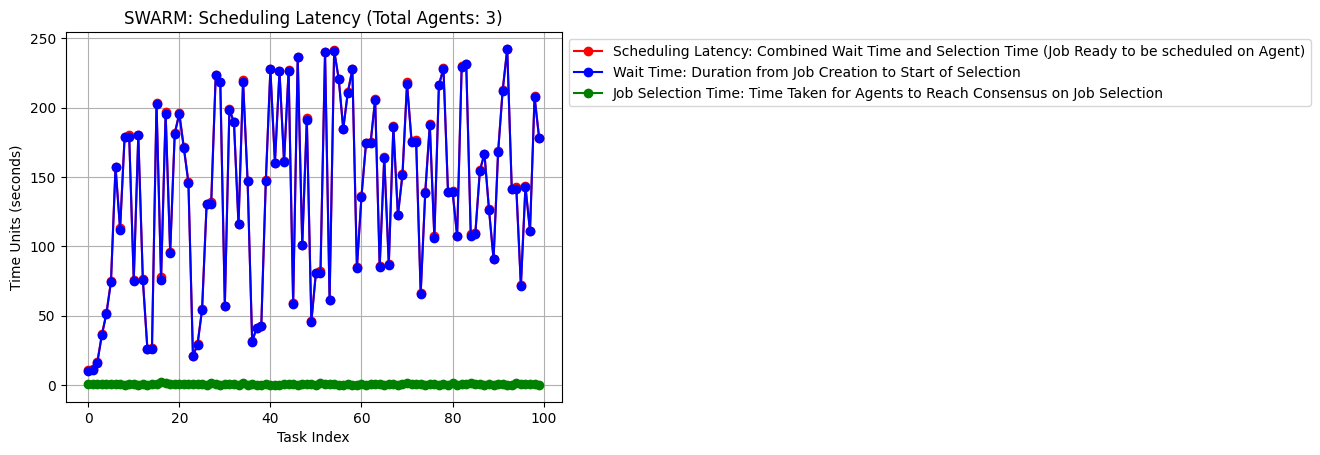 SWARM: Scheduling Latency (Total Agents: 3)
Scheduling Latency: Combined Wait Time and Selection Time (Job Ready to be scheduled on Agent)
Wait Time: Duration from Job Creation to Start of Selection
Job Selection Time: Time Taken for Agents to Reach Consensus on Job Selection
Time Units (seconds)
250
200
150
100
50
0
0 20 40 60 80 100
Task Index